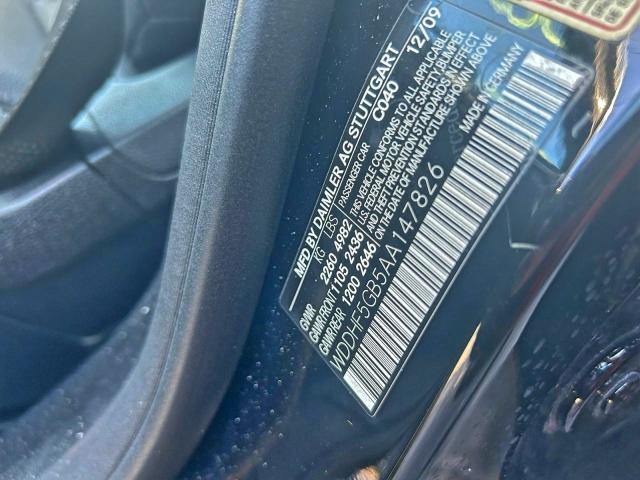 MFD BY DAIMLER AG STUTTGART 12/09
PASSENGER CAR C040
KG LBS
GVWR 2260 4982
GAWR FRONT 1105 2436
GAWR REAR 1200 2646
THIS VEHICLE CONFORMS TO ALL APPLICABLE
U.S. FEDERAL MOTOR VEHICLE SAFETY, BUMPER
AND THEFT PREVENTION STANDARDS IN EFFECT
ON THE DATE OF MANUFACTURE SHOWN ABOVE
WDDHF5GB5AA147826
MADE IN GERMANY